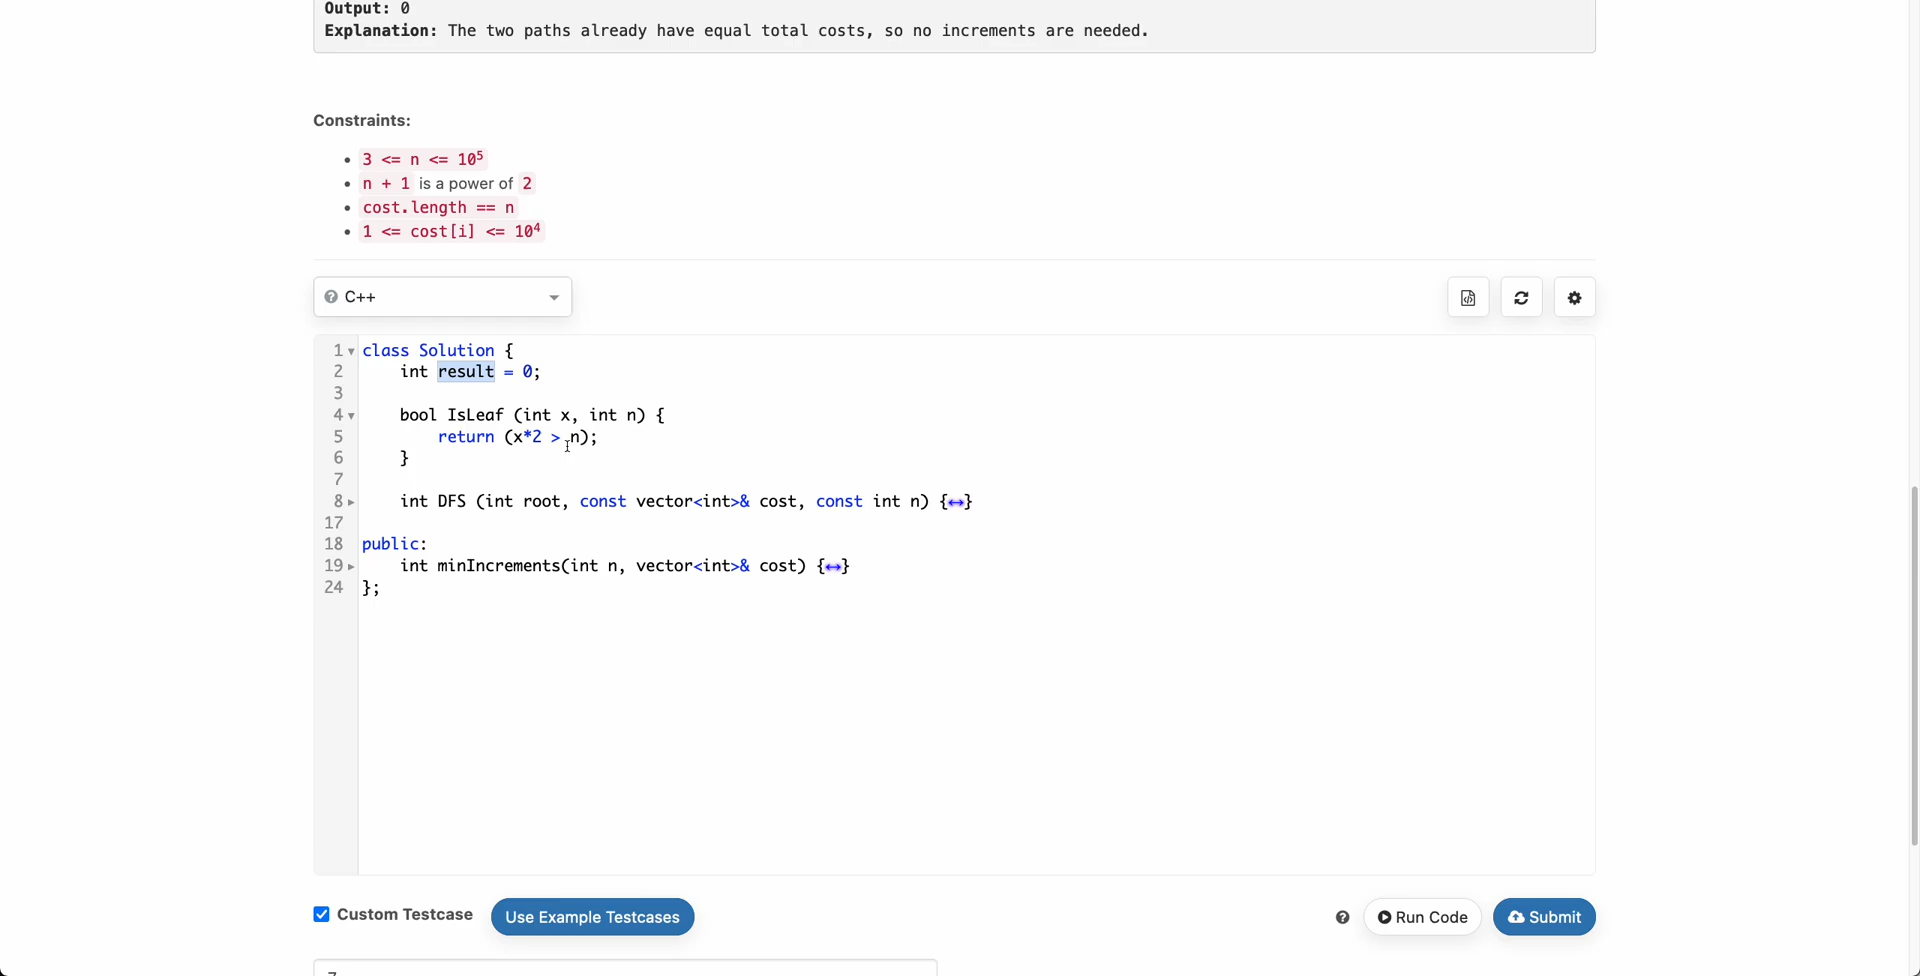 Output: 0
Explanation: The two paths already have equal total costs, so no increments are needed.
Constraints:
3 <= n <= 10⁵
n + 1 is a power of 2
cost.length == n
1 <= cost[i] <= 10⁴
C++
1 class Solution {
2 int result = 0;
3
4 bool IsLeaf (int x, int n) {
5 return (x*2 > n);
6 }
7
8 int DFS (int root, const vector<int>& cost, const int n) {↔}
17
18 public:
19 int minIncrements(int n, vector<int>& cost) {↔}
24 };
Custom Testcase
Use Example Testcases
Run Code
Submit